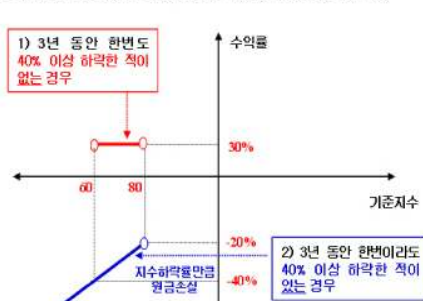 1) 3년 동안 한번도
40% 이상 하락한 적이
없는 경우
수익률
30%
60
80
기준지수
-20%
지수하락률만큼
원금손실
-40%
2) 3년 동안 한번이라도
40% 이상 하락한 적이
있는 경우